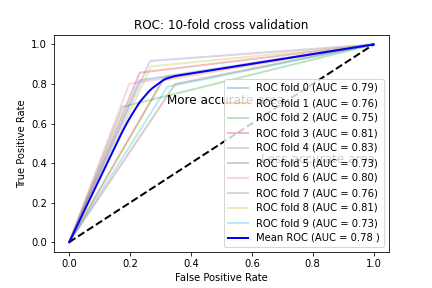 ROC: 10-fold cross validation
True Positive Rate
1.0
0.8
0.6
0.4
0.2
0.0
More accurate area
Less accurate area
ROC fold 0 (AUC = 0.79)
ROC fold 1 (AUC = 0.76)
ROC fold 2 (AUC = 0.75)
ROC fold 3 (AUC = 0.81)
ROC fold 4 (AUC = 0.83)
ROC fold 5 (AUC = 0.77)
ROC fold 6 (AUC = 0.80)
ROC fold 7 (AUC = 0.76)
ROC fold 8 (AUC = 0.81)
ROC fold 9 (AUC = 0.73)
Mean ROC (AUC = 0.78 )
0.0 0.2 0.4 0.6 0.8 1.0
False Positive Rate